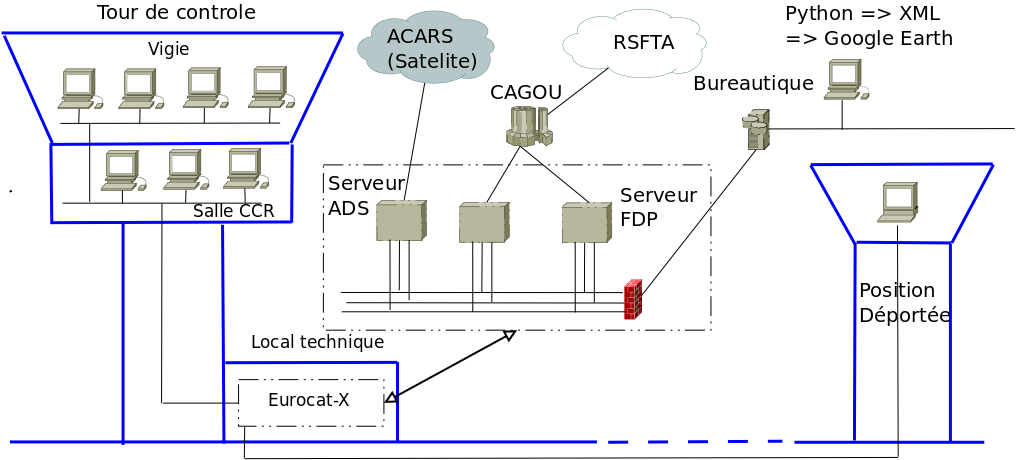 Tour de controle
Vigie
ACARS
(Satelite)
RSFTA
Python => XML
=> Google Earth
CAGOU
Bureautique
Salle CCR
Serveur
ADS
Serveur
FDP
Position
Déportée
Local technique
Eurocat-X